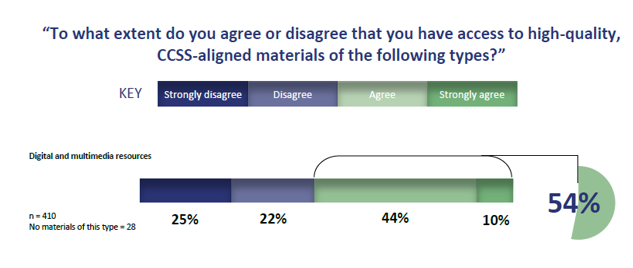 “To what extent do you agree or disagree that you have access to high-quality,
CCSS-aligned materials of the following types?”
KEY
Strongly disagree
Disagree
Agree
Strongly agree
Digital and multimedia resources
54%
n = 410
No materials of this type = 28
25%
22%
44%
10%